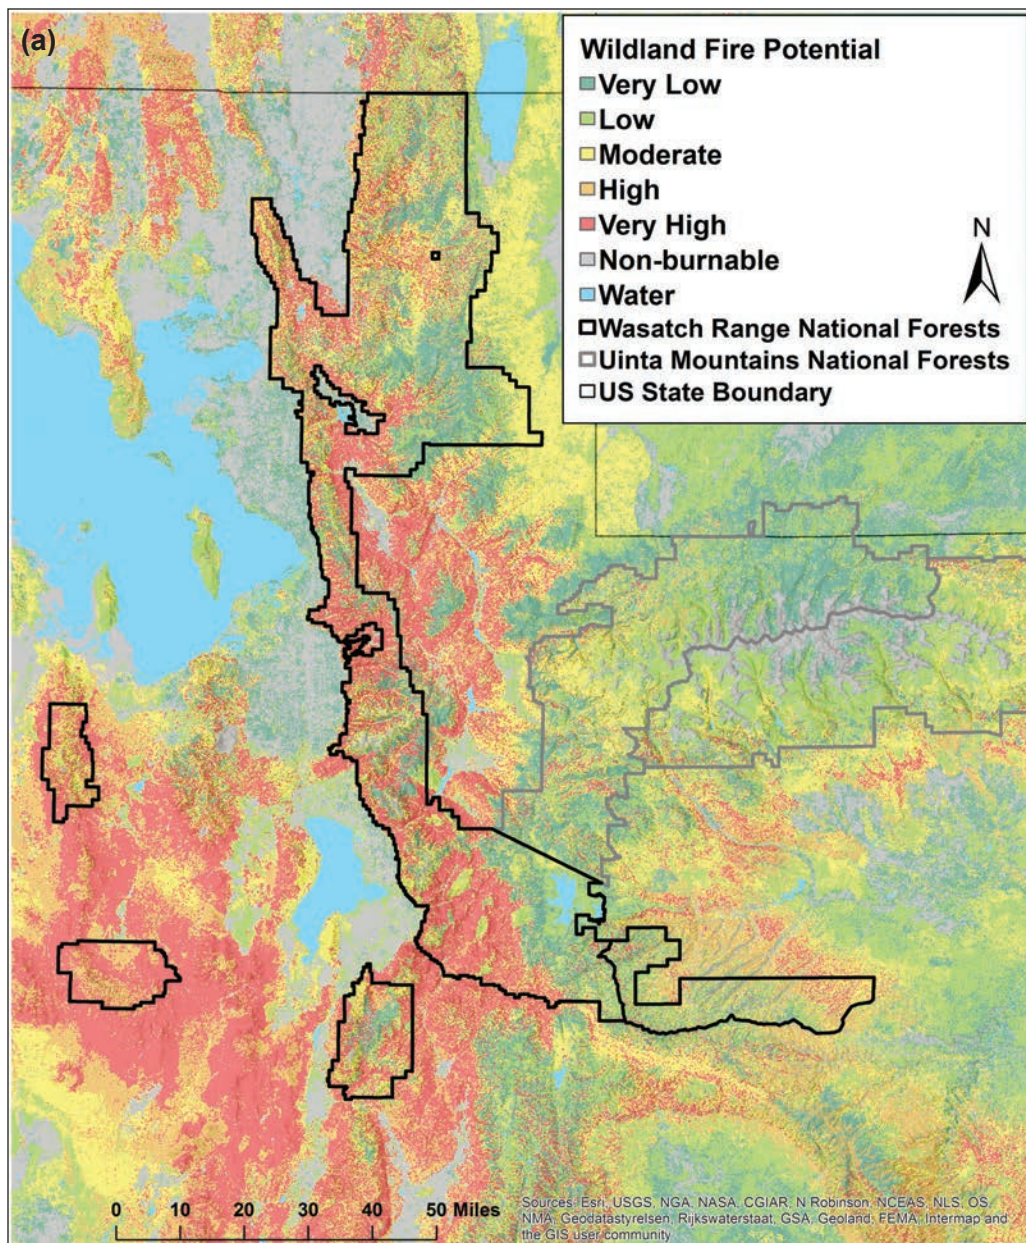 (a)
Wildland Fire Potential
Very Low
Low
Moderate
High
Very High
Non-burnable
Water
Wasatch Range National Forests
Uinta Mountains National Forests
US State Boundary
N
0 10 20 30 40 50 Miles
Sources: Esri, USGS, NGA, NASA, CGIAR, N Robinson, NCEAS, NLS, OS,
NMA, Geodatastyrelsen, Rijkswaterstaat, GSA, Geoland, FEMA, Intermap and
the GIS user community